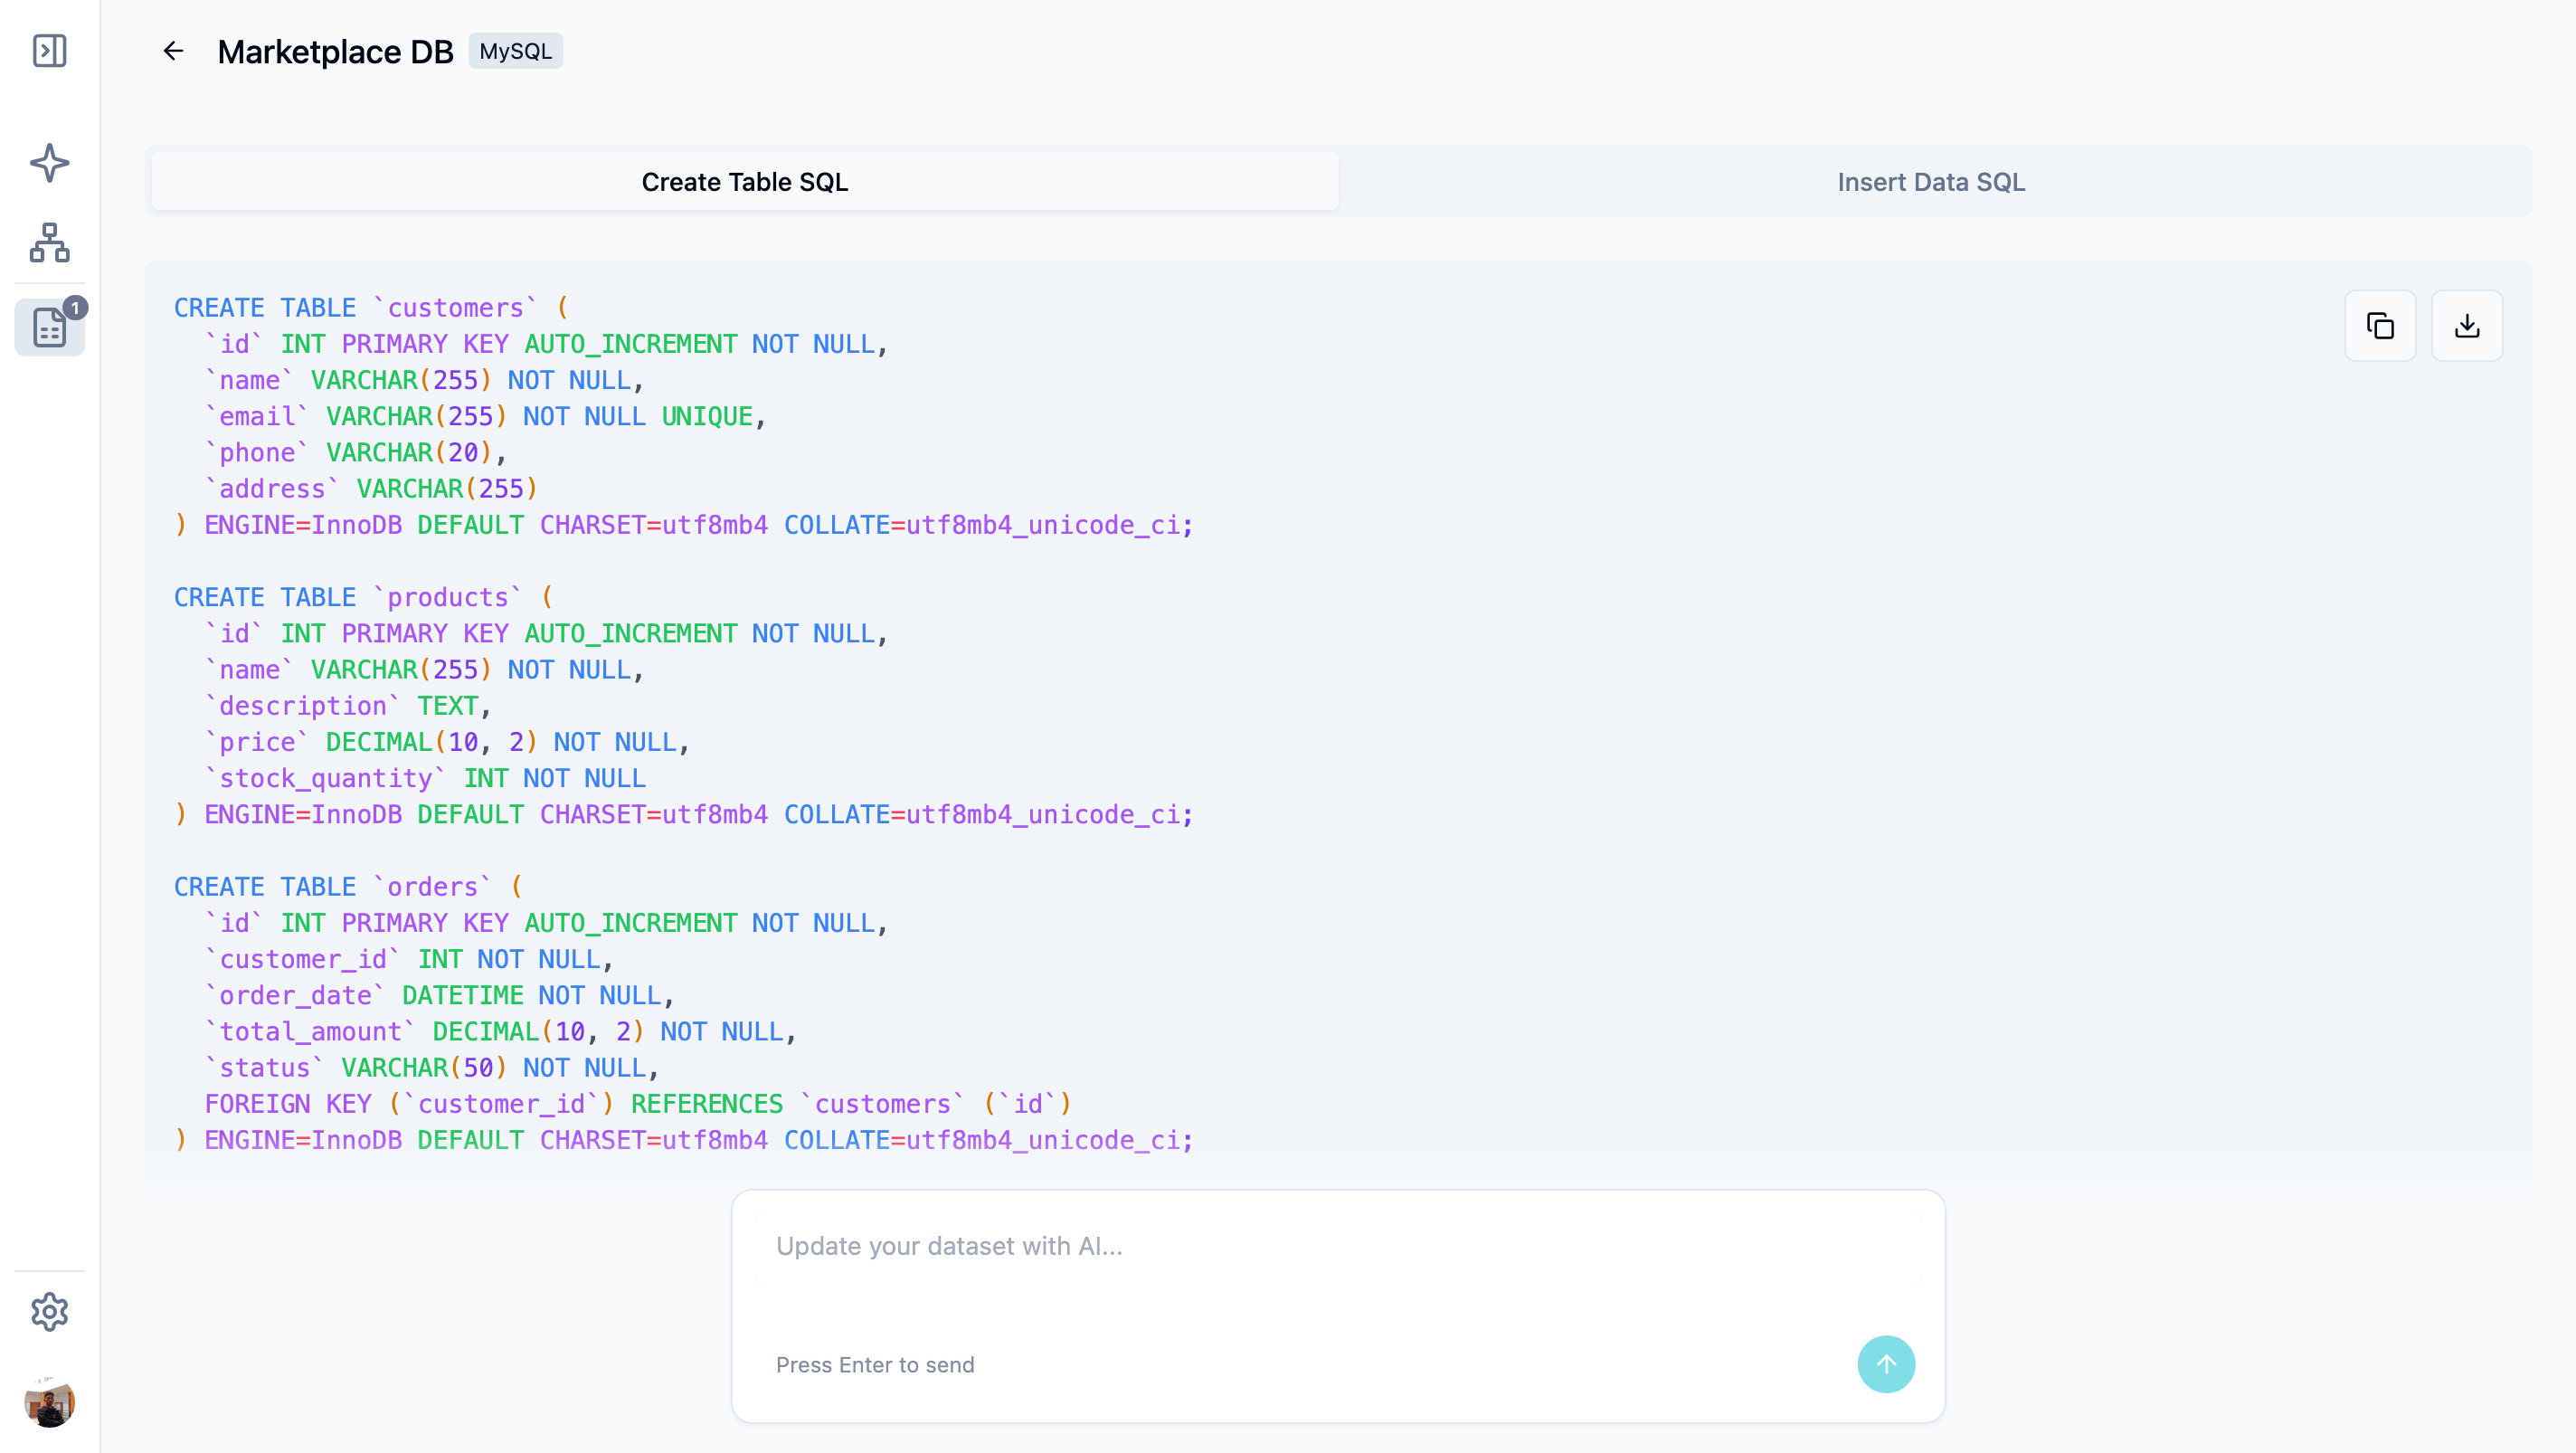 Marketplace DB MySQL
Create Table SQL
Insert Data SQL
1
CREATE TABLE `customers` (
  `id` INT PRIMARY KEY AUTO_INCREMENT NOT NULL,
  `name` VARCHAR(255) NOT NULL,
  `email` VARCHAR(255) NOT NULL UNIQUE,
  `phone` VARCHAR(20),
  `address` VARCHAR(255)
) ENGINE=InnoDB DEFAULT CHARSET=utf8mb4 COLLATE=utf8mb4_unicode_ci;

CREATE TABLE `products` (
  `id` INT PRIMARY KEY AUTO_INCREMENT NOT NULL,
  `name` VARCHAR(255) NOT NULL,
  `description` TEXT,
  `price` DECIMAL(10, 2) NOT NULL,
  `stock_quantity` INT NOT NULL
) ENGINE=InnoDB DEFAULT CHARSET=utf8mb4 COLLATE=utf8mb4_unicode_ci;

CREATE TABLE `orders` (
  `id` INT PRIMARY KEY AUTO_INCREMENT NOT NULL,
  `customer_id` INT NOT NULL,
  `order_date` DATETIME NOT NULL,
  `total_amount` DECIMAL(10, 2) NOT NULL,
  `status` VARCHAR(50) NOT NULL,
  FOREIGN KEY (`customer_id`) REFERENCES `customers` (`id`)
) ENGINE=InnoDB DEFAULT CHARSET=utf8mb4 COLLATE=utf8mb4_unicode_ci;
Update your dataset with AI...
Press Enter to send